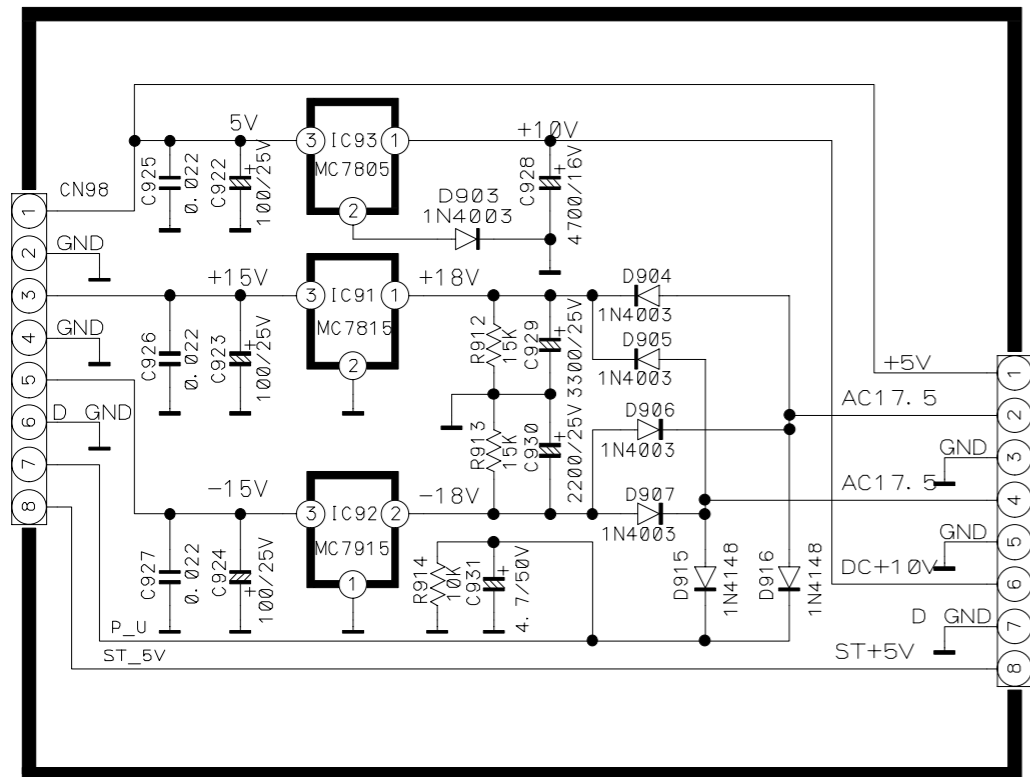 5V
3
IC93
1
MC7805
2
+10V
C925
0.022
C922
+
100/25V
C928
+
4700/16V
D903
1N4003
CN98
1
GND
2
3
GND
4
5
D GND
6
7
8
+15V
3
IC91
1
MC7815
2
+18V
C926
0.022
C923
+
100/25V
R912
15K
C929
+
3300/25V
D904
1N4003
D905
1N4003
R913
15K
C930
+
2200/25V
D906
1N4003
D907
1N4003
-15V
3
IC92
2
MC7915
1
-18V
C927
0.022
C924
+
100/25V
R914
10K
C931
+
4.7/50V
D915
1N4148
D916
1N4148
P_U
ST_5V
+5V
1
AC17.5
2
GND
3
AC17.5
4
GND
5
DC+10V
6
D GND
7
ST+5V
8